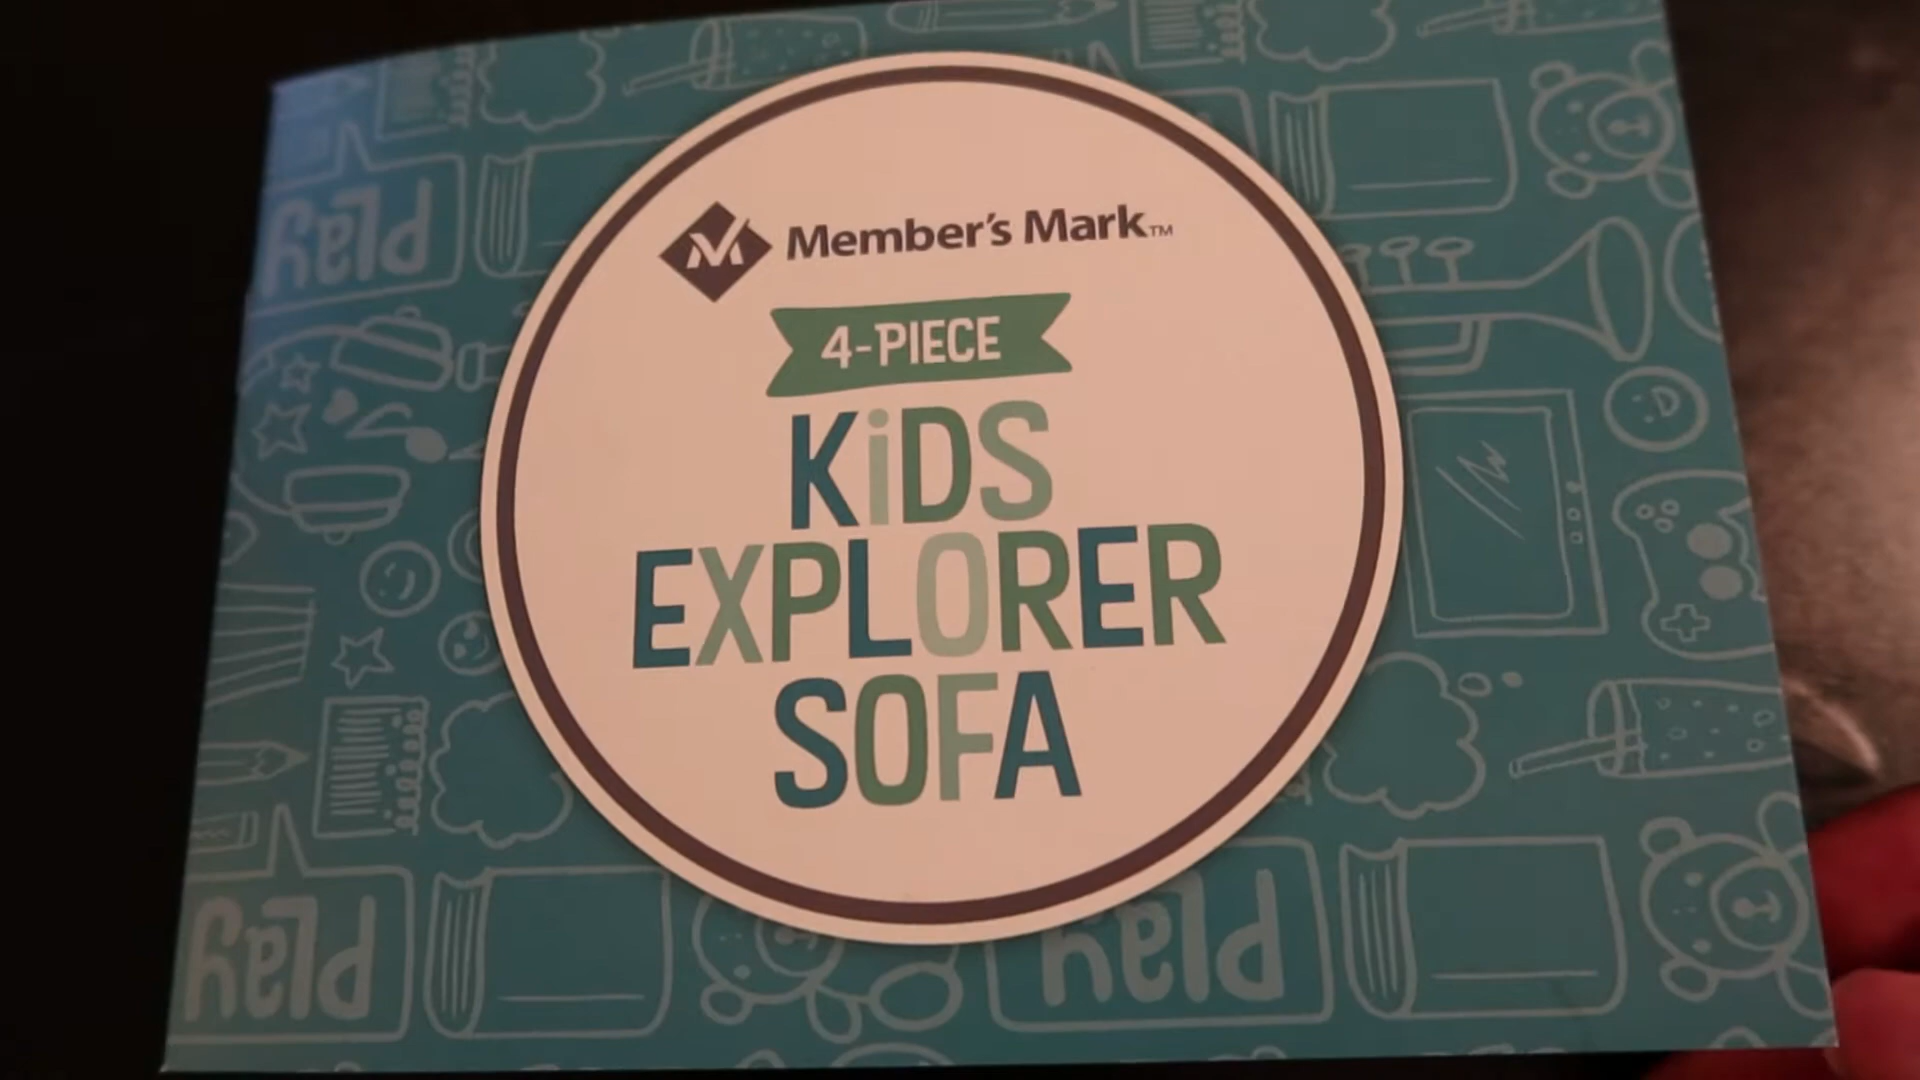 Member's Mark™
4-PIECE
KiDS
EXPLORER
SOFA
play
play
play